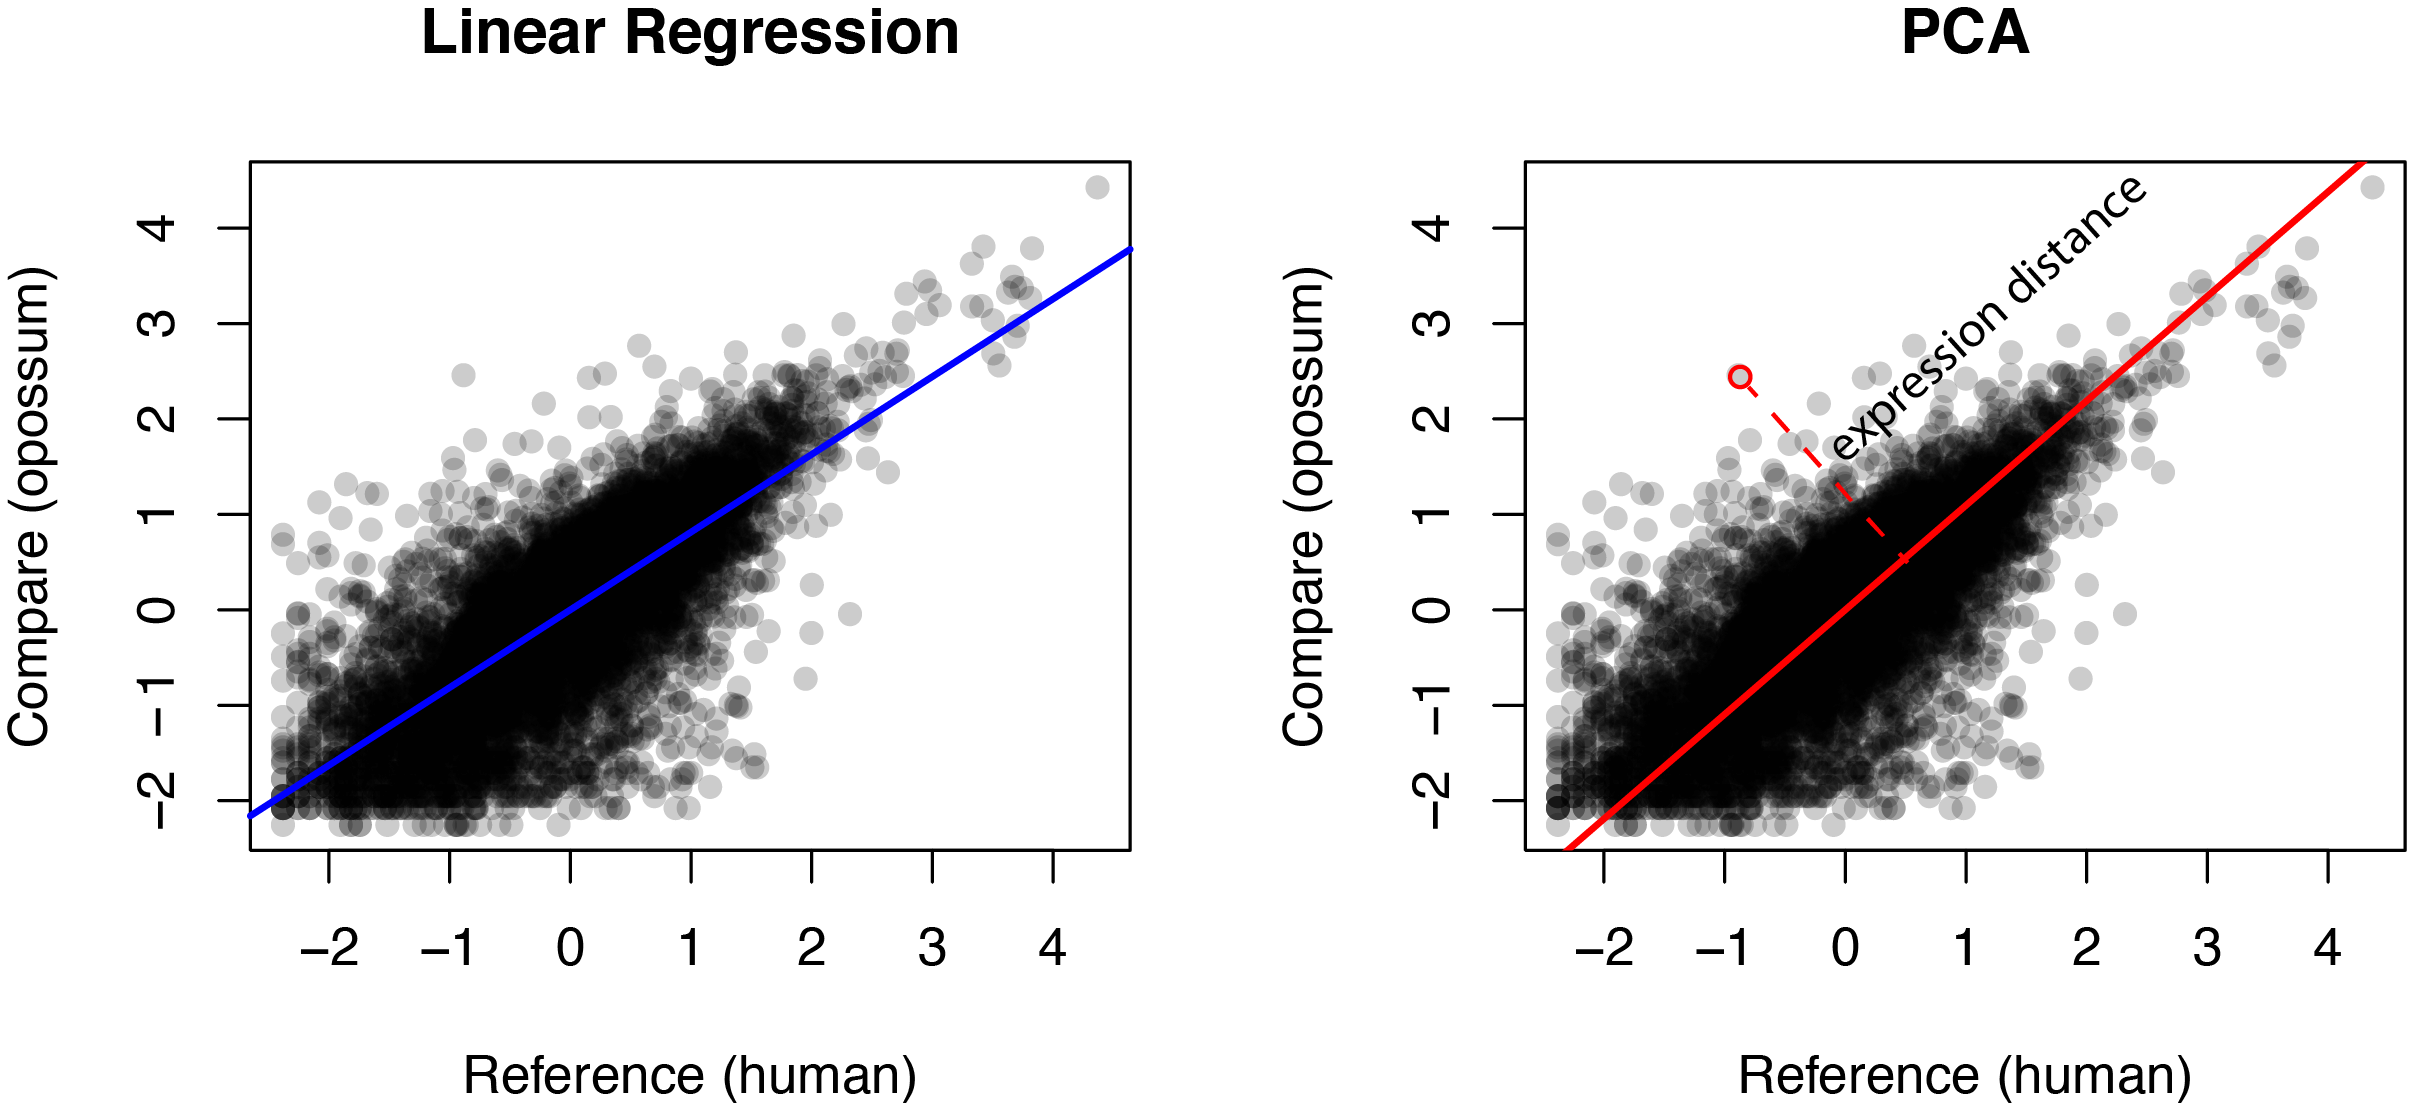 Linear Regression
Compare (opossum)
4
3
2
1
0
−1
−2
−2 −1 0 1 2 3 4
Reference (human)
PCA
Compare (opossum)
4
3
2
1
0
−1
−2
expression distance
−2 −1 0 1 2 3 4
Reference (human)